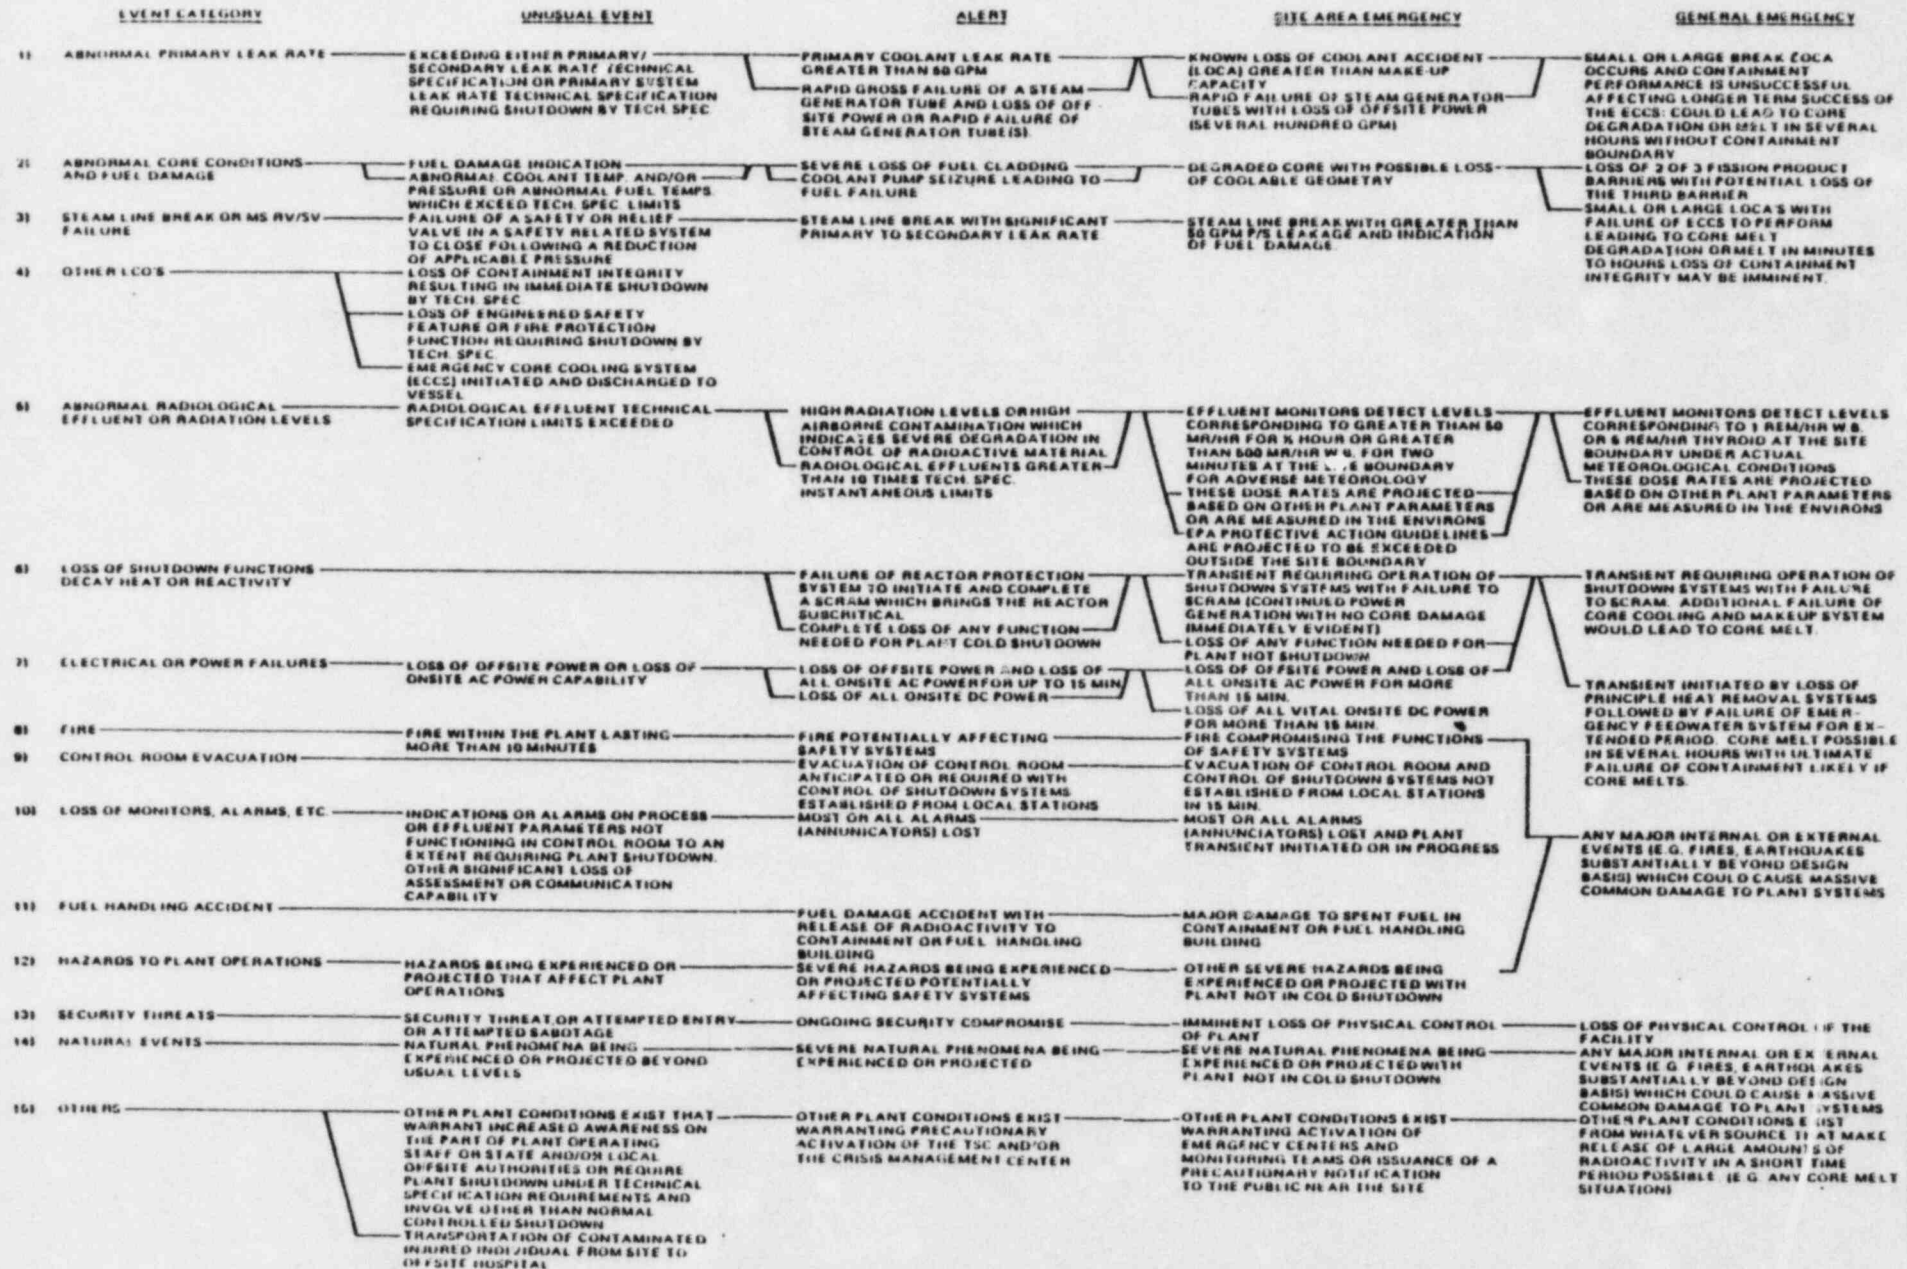 EVENT CATEGORY
UNUSUAL EVENT
ALERT
SITE AREA EMERGENCY
GENERAL EMERGENCY
1) ABNORMAL PRIMARY LEAK RATE
EXCEEDING EITHER PRIMARY/
SECONDARY LEAK RATE TECHNICAL
SPECIFICATION OR PRIMARY SYSTEM
LEAK RATE TECHNICAL SPECIFICATION
REQUIRING SHUTDOWN BY TECH. SPEC
PRIMARY COOLANT LEAK RATE
GREATER THAN 50 GPM
RAPID GROSS FAILURE OF A STEAM
GENERATOR TUBE AND LOSS OF OFF
SITE POWER OR RAPID FAILURE OF
STEAM GENERATOR TUBE(S).
KNOWN LOSS OF COOLANT ACCIDENT
(LOCA) GREATER THAN MAKE-UP
CAPACITY
RAPID FAILURE OF STEAM GENERATOR
TUBES WITH LOSS OF OFFSITE POWER
(SEVERAL HUNDRED GPM)
SMALL OR LARGE BREAK LOCA
OCCURS AND CONTAINMENT
PERFORMANCE IS UNSUCCESSFUL
AFFECTING LONGER TERM SUCCESS OF
THE ECCS: COULD LEAD TO CORE
DEGRADATION OR MELT IN SEVERAL
HOURS WITHOUT CONTAINMENT
BOUNDARY
2) ABNORMAL CORE CONDITIONS
AND FUEL DAMAGE
FUEL DAMAGE INDICATION
ABNORMAL COOLANT TEMP. AND/OR
PRESSURE OR ABNORMAL FUEL TEMPS.
WHICH EXCEED TECH. SPEC. LIMITS
SEVERE LOSS OF FUEL CLADDING
COOLANT PUMP SEIZURE LEADING TO
FUEL FAILURE
DEGRADED CORE WITH POSSIBLE LOSS
OF COOLABLE GEOMETRY
LOSS OF 2 OF 3 FISSION PRODUCT
BARRIERS WITH POTENTIAL LOSS OF
THE THIRD BARRIER
SMALL OR LARGE LOCA'S WITH
FAILURE OF ECCS TO PERFORM
LEADING TO CORE MELT
DEGRADATION OR MELT IN MINUTES
TO HOURS LOSS OF CONTAINMENT
INTEGRITY MAY BE IMMINENT.
3) STEAM LINE BREAK OR MS RV/SV
FAILURE
FAILURE OF A SAFETY OR RELIEF
VALVE IN A SAFETY RELATED SYSTEM
TO CLOSE FOLLOWING A REDUCTION
OF APPLICABLE PRESSURE
STEAM LINE BREAK WITH SIGNIFICANT
PRIMARY TO SECONDARY LEAK RATE
STEAM LINE BREAK WITH GREATER THAN
50 GPM P/S LEAKAGE AND INDICATION
OF FUEL DAMAGE.
4) OTHER LCO'S
LOSS OF CONTAINMENT INTEGRITY
RESULTING IN IMMEDIATE SHUTDOWN
BY TECH. SPEC.
LOSS OF ENGINEERED SAFETY
FEATURE OR FIRE PROTECTION
FUNCTION REQUIRING SHUTDOWN BY
TECH. SPEC.
EMERGENCY CORE COOLING SYSTEM
(ECCS) INITIATED AND DISCHARGED TO
VESSEL
5) ABNORMAL RADIOLOGICAL
EFFLUENT OR RADIATION LEVELS
RADIOLOGICAL EFFLUENT TECHNICAL
SPECIFICATION LIMITS EXCEEDED
HIGH RADIATION LEVELS OR HIGH
AIRBORNE CONTAMINATION WHICH
INDICATES SEVERE DEGRADATION IN
CONTROL OF RADIOACTIVE MATERIAL
RADIOLOGICAL EFFLUENTS GREATER
THAN 10 TIMES TECH. SPEC.
INSTANTANEOUS LIMITS
EFFLUENT MONITORS DETECT LEVELS
CORRESPONDING TO GREATER THAN 50
MR/HR FOR ½ HOUR OR GREATER
THAN 500 MR/HR W.B. FOR TWO
MINUTES AT THE BOUNDARY
FOR ADVERSE METEOROLOGY
THESE DOSE RATES ARE PROJECTED
BASED ON OTHER PLANT PARAMETERS
OR ARE MEASURED IN THE ENVIRONS
EPA PROTECTIVE ACTION GUIDELINES
ARE PROJECTED TO BE EXCEEDED
OUTSIDE THE SITE BOUNDARY
EFFLUENT MONITORS DETECT LEVELS
CORRESPONDING TO 1 REM/HR W.B.
OR 5 REM/HR THYROID AT THE SITE
BOUNDARY UNDER ACTUAL
METEOROLOGICAL CONDITIONS
THESE DOSE RATES ARE PROJECTED
BASED ON OTHER PLANT PARAMETERS
OR ARE MEASURED IN THE ENVIRONS
6) LOSS OF SHUTDOWN FUNCTIONS
DECAY HEAT OR REACTIVITY
FAILURE OF REACTOR PROTECTION
SYSTEM TO INITIATE AND COMPLETE
A SCRAM WHICH BRINGS THE REACTOR
SUBCRITICAL
COMPLETE LOSS OF ANY FUNCTION
NEEDED FOR PLANT COLD SHUTDOWN
TRANSIENT REQUIRING OPERATION OF
SHUTDOWN SYSTEMS WITH FAILURE TO
SCRAM (CONTINUED POWER
GENERATION WITH NO CORE DAMAGE
IMMEDIATELY EVIDENT)
LOSS OF ANY FUNCTION NEEDED FOR
PLANT HOT SHUTDOWN
TRANSIENT REQUIRING OPERATION OF
SHUTDOWN SYSTEMS WITH FAILURE
TO SCRAM. ADDITIONAL FAILURE OF
CORE COOLING AND MAKEUP SYSTEM
WOULD LEAD TO CORE MELT.
7) ELECTRICAL OR POWER FAILURES
LOSS OF OFFSITE POWER OR LOSS OF
ONSITE AC POWER CAPABILITY
LOSS OF OFFSITE POWER AND LOSS OF
ALL ONSITE AC POWER FOR UP TO 15 MIN
LOSS OF ALL ONSITE DC POWER
LOSS OF OFFSITE POWER AND LOSS OF
ALL ONSITE AC POWER FOR MORE
THAN 15 MIN.
LOSS OF ALL VITAL ONSITE DC POWER
FOR MORE THAN 15 MIN.
TRANSIENT INITIATED BY LOSS OF
PRINCIPLE HEAT REMOVAL SYSTEMS
FOLLOWED BY FAILURE OF EMER-
GENCY FEEDWATER SYSTEM FOR EX-
TENDED PERIOD. CORE MELT POSSIBLE
IN SEVERAL HOURS WITH ULTIMATE
FAILURE OF CONTAINMENT LIKELY IF
CORE MELTS.
8) FIRE
FIRE WITHIN THE PLANT LASTING
MORE THAN 10 MINUTES
FIRE POTENTIALLY AFFECTING
SAFETY SYSTEMS
FIRE COMPROMISING THE FUNCTIONS
OF SAFETY SYSTEMS
9) CONTROL ROOM EVACUATION
EVACUATION OF CONTROL ROOM
ANTICIPATED OR REQUIRED WITH
CONTROL OF SHUTDOWN SYSTEMS
ESTABLISHED FROM LOCAL STATIONS
EVACUATION OF CONTROL ROOM AND
CONTROL OF SHUTDOWN SYSTEMS NOT
ESTABLISHED FROM LOCAL STATIONS
IN 15 MIN.
10) LOSS OF MONITORS, ALARMS, ETC.
INDICATIONS OR ALARMS ON PROCESS
OR EFFLUENT PARAMETERS NOT
FUNCTIONING IN CONTROL ROOM TO AN
EXTENT REQUIRING PLANT SHUTDOWN.
OTHER SIGNIFICANT LOSS OF
ASSESSMENT OR COMMUNICATION
CAPABILITY
MOST OR ALL ALARMS
(ANNUNICATORS) LOST
MOST OR ALL ALARMS
(ANNUNCIATORS) LOST AND PLANT
TRANSIENT INITIATED OR IN PROGRESS
ANY MAJOR INTERNAL OR EXTERNAL
EVENTS (E.G. FIRES, EARTHQUAKES
SUBSTANTIALLY BEYOND DESIGN
BASIS) WHICH COULD CAUSE MASSIVE
COMMON DAMAGE TO PLANT SYSTEMS
11) FUEL HANDLING ACCIDENT
FUEL DAMAGE ACCIDENT WITH
RELEASE OF RADIOACTIVITY TO
CONTAINMENT OR FUEL HANDLING
BUILDING
MAJOR DAMAGE TO SPENT FUEL IN
CONTAINMENT OR FUEL HANDLING
BUILDING
12) HAZARDS TO PLANT OPERATIONS
HAZARDS BEING EXPERIENCED OR
PROJECTED THAT AFFECT PLANT
OPERATIONS
SEVERE HAZARDS BEING EXPERIENCED
OR PROJECTED POTENTIALLY
AFFECTING SAFETY SYSTEMS
OTHER SEVERE HAZARDS BEING
EXPERIENCED OR PROJECTED WITH
PLANT NOT IN COLD SHUTDOWN
13) SECURITY THREATS
SECURITY THREAT, OR ATTEMPTED ENTRY
OR ATTEMPTED SABOTAGE
ONGOING SECURITY COMPROMISE
IMMINENT LOSS OF PHYSICAL CONTROL
OF PLANT
LOSS OF PHYSICAL CONTROL OF THE
FACILITY
14) NATURAL EVENTS
NATURAL PHENOMENA BEING
EXPERIENCED OR PROJECTED BEYOND
USUAL LEVELS
SEVERE NATURAL PHENOMENA BEING
EXPERIENCED OR PROJECTED
SEVERE NATURAL PHENOMENA BEING
EXPERIENCED OR PROJECTED WITH
PLANT NOT IN COLD SHUTDOWN
ANY MAJOR INTERNAL OR EXTERNAL
EVENTS (E.G. FIRES, EARTHQUAKES
SUBSTANTIALLY BEYOND DESIGN
BASIS) WHICH COULD CAUSE MASSIVE
COMMON DAMAGE TO PLANT SYSTEMS
15) OTHERS
OTHER PLANT CONDITIONS EXIST THAT
WARRANT INCREASED AWARENESS ON
THE PART OF PLANT OPERATING
STAFF OR STATE AND/OR LOCAL
OFFSITE AUTHORITIES OR REQUIRE
PLANT SHUTDOWN UNDER TECHNICAL
SPECIFICATION REQUIREMENTS AND
INVOLVE OTHER THAN NORMAL
CONTROLLED SHUTDOWN
TRANSPORTATION OF CONTAMINATED
INJURED INDIVIDUAL FROM SITE TO
OFFSITE HOSPITAL
OTHER PLANT CONDITIONS EXIST
WARRANTING PRECAUTIONARY
ACTIVATION OF THE TSC AND/OR
THE CRISIS MANAGEMENT CENTER
OTHER PLANT CONDITIONS EXIST
WARRANTING ACTIVATION OF
EMERGENCY CENTERS AND
MONITORING TEAMS OR ISSUANCE OF A
PRECAUTIONARY NOTIFICATION
TO THE PUBLIC NEAR THE SITE
OTHER PLANT CONDITIONS EXIST
FROM WHATEVER SOURCE THAT MAKE
RELEASE OF LARGE AMOUNTS OF
RADIOACTIVITY IN A SHORT TIME
PERIOD POSSIBLE. (E.G. ANY CORE MELT
SITUATION)